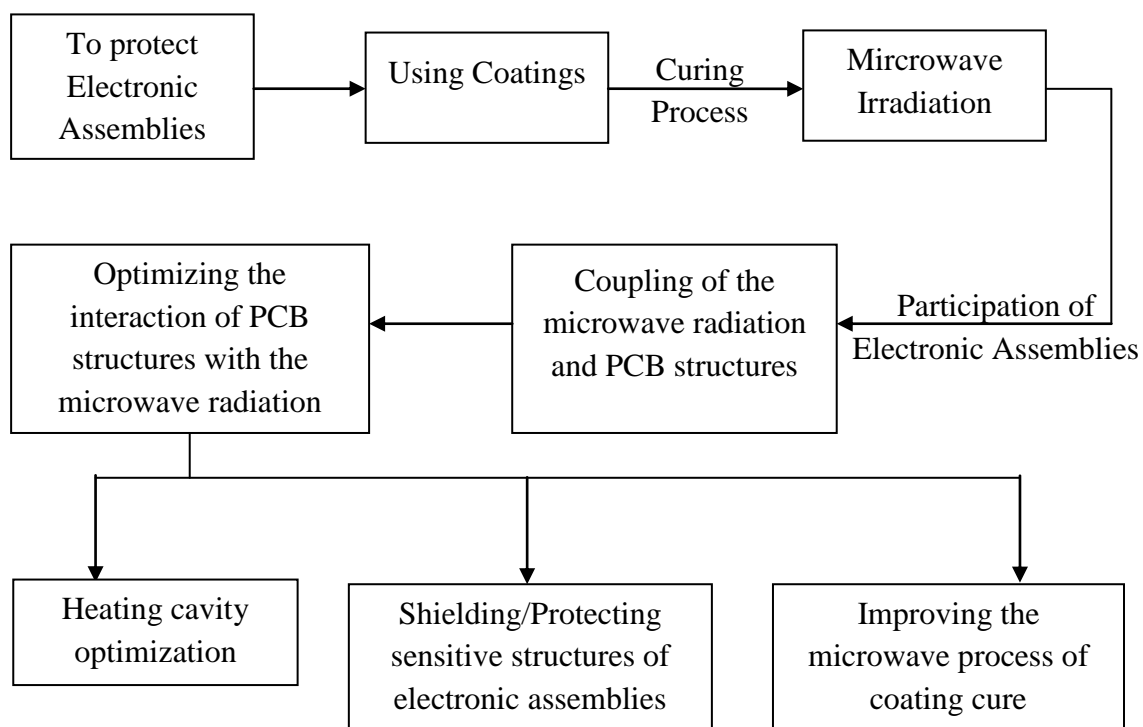 To protect
Electronic
Assemblies
Using Coatings
Curing
Process
Mircrowave
Irradiation
Optimizing the
interaction of PCB
structures with the
microwave radiation
Coupling of the
microwave radiation
and PCB structures
Participation of
Electronic Assemblies
Heating cavity
optimization
Shielding/Protecting
sensitive structures of
electronic assemblies
Improving the
microwave process of
coating cure